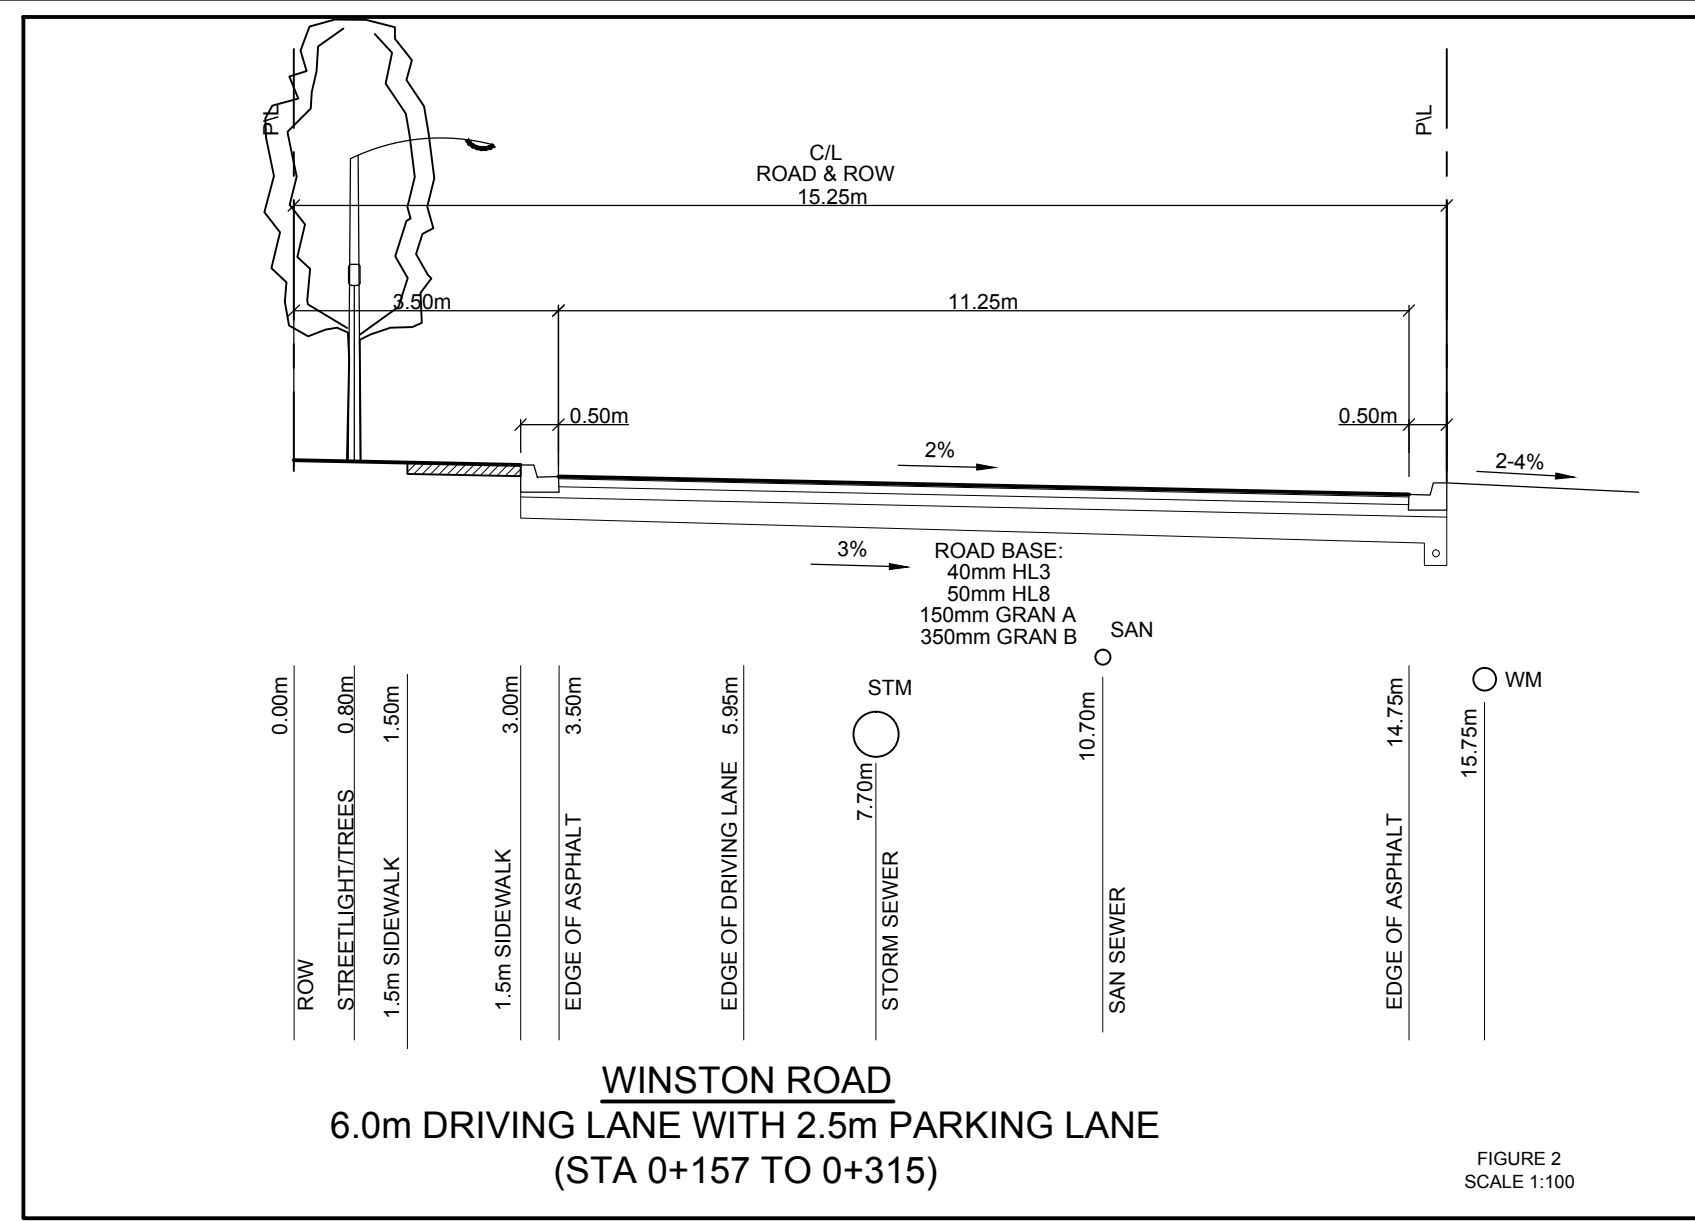 P\L
P\L
C/L
ROAD & ROW
15.25m
3.50m
11.25m
0.50m
0.50m
2%
2-4%
3%
ROAD BASE:
40mm HL3
50mm HL8
150mm GRAN A
350mm GRAN B
SAN
STM
WM
0.00m
ROW
0.80m
STREETLIGHT/TREES
1.50m
1.5m SIDEWALK
3.00m
1.5m SIDEWALK
3.50m
EDGE OF ASPHALT
5.95m
EDGE OF DRIVING LANE
7.70m
STORM SEWER
10.70m
SAN SEWER
14.75m
EDGE OF ASPHALT
15.75m
WINSTON ROAD
6.0m DRIVING LANE WITH 2.5m PARKING LANE
(STA 0+157 TO 0+315)
FIGURE 2
SCALE 1:100